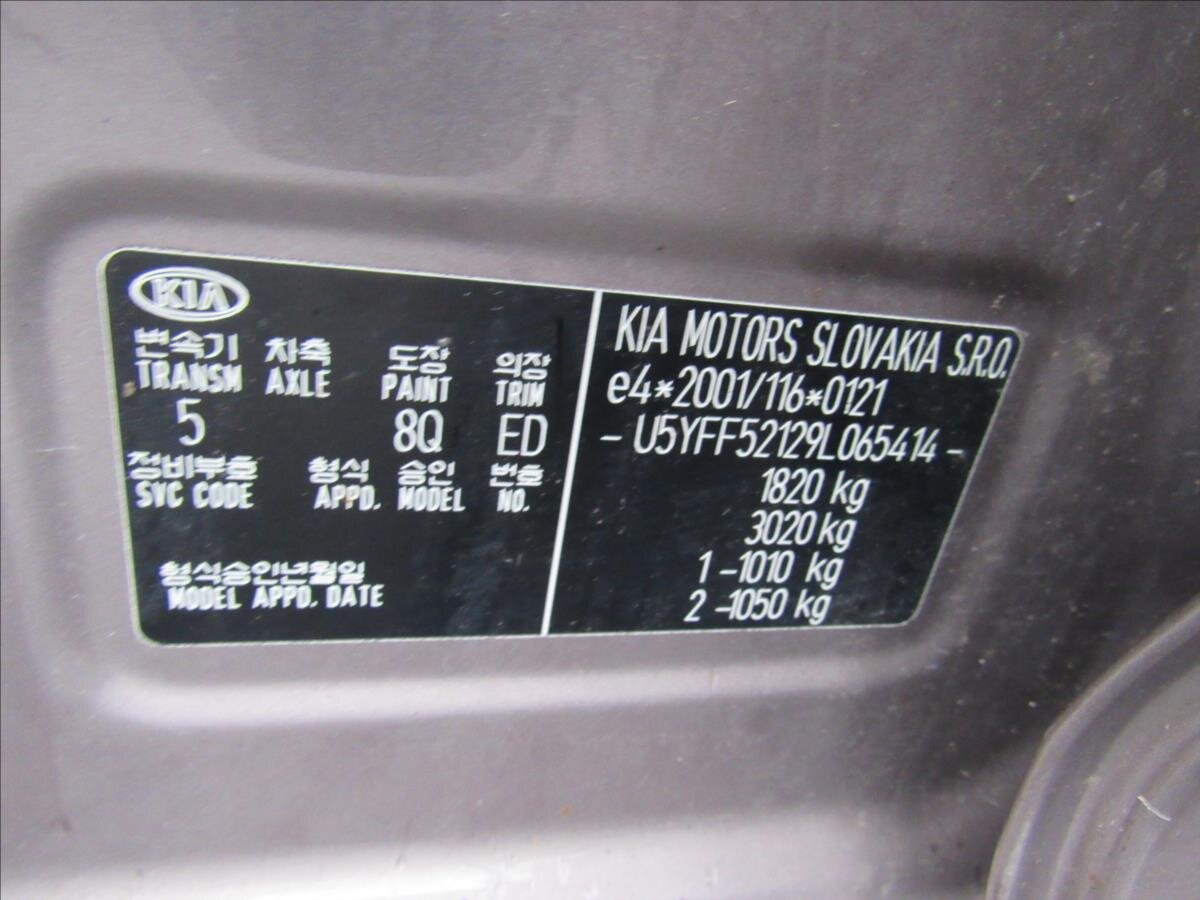 KIA
변속기 차축 도장 의장
TRANSM AXLE PAINT TRIM
5 8Q ED
정비부호 형식 승인 번호
SVC CODE APPD. MODEL NO.
형식승인년월일
MODEL APPD. DATE
KIA MOTORS SLOVAKIA S.R.O.
e4*2001/116*0121
- U5YFF52129L065414 -
1820 kg
3020 kg
1 -1010 kg
2 -1050 kg